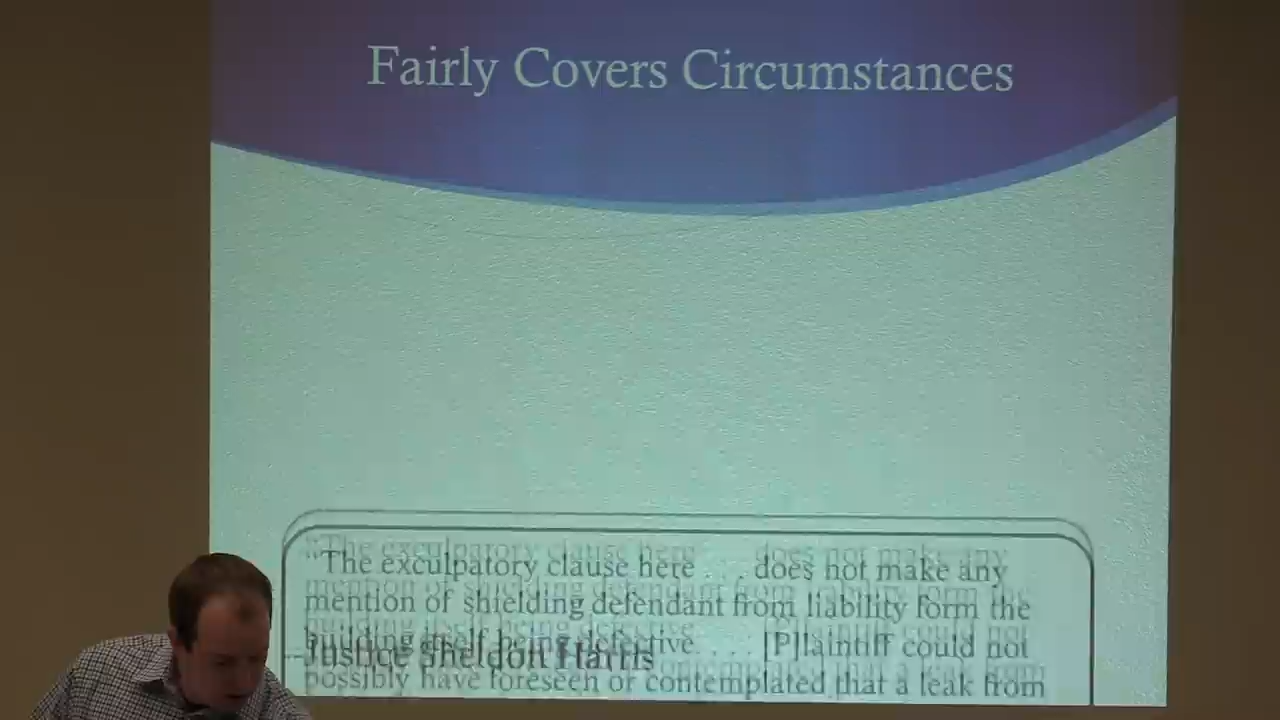 Fairly Covers Circumstances
"The exculpatory clause here . . . does not make any
mention of shielding defendant from liability form the
building itself being defective. . . . [P]laintiff could not
Justice Sheldon Harris
possibly have foreseen or contemplated that a leak from